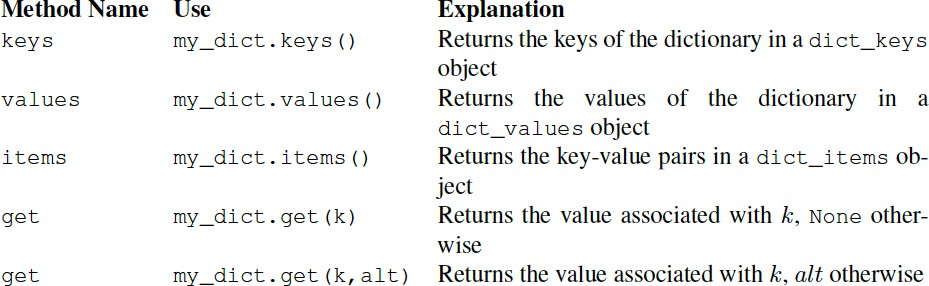 Method Name Use Explanation
keys my_dict.keys() Returns the keys of the dictionary in a dict_keys
object
values my_dict.values() Returns the values of the dictionary in a
dict_values object
items my_dict.items() Returns the key-value pairs in a dict_items ob-
ject
get my_dict.get(k) Returns the value associated with k, None other-
wise
get my_dict.get(k,alt) Returns the value associated with k, alt otherwise